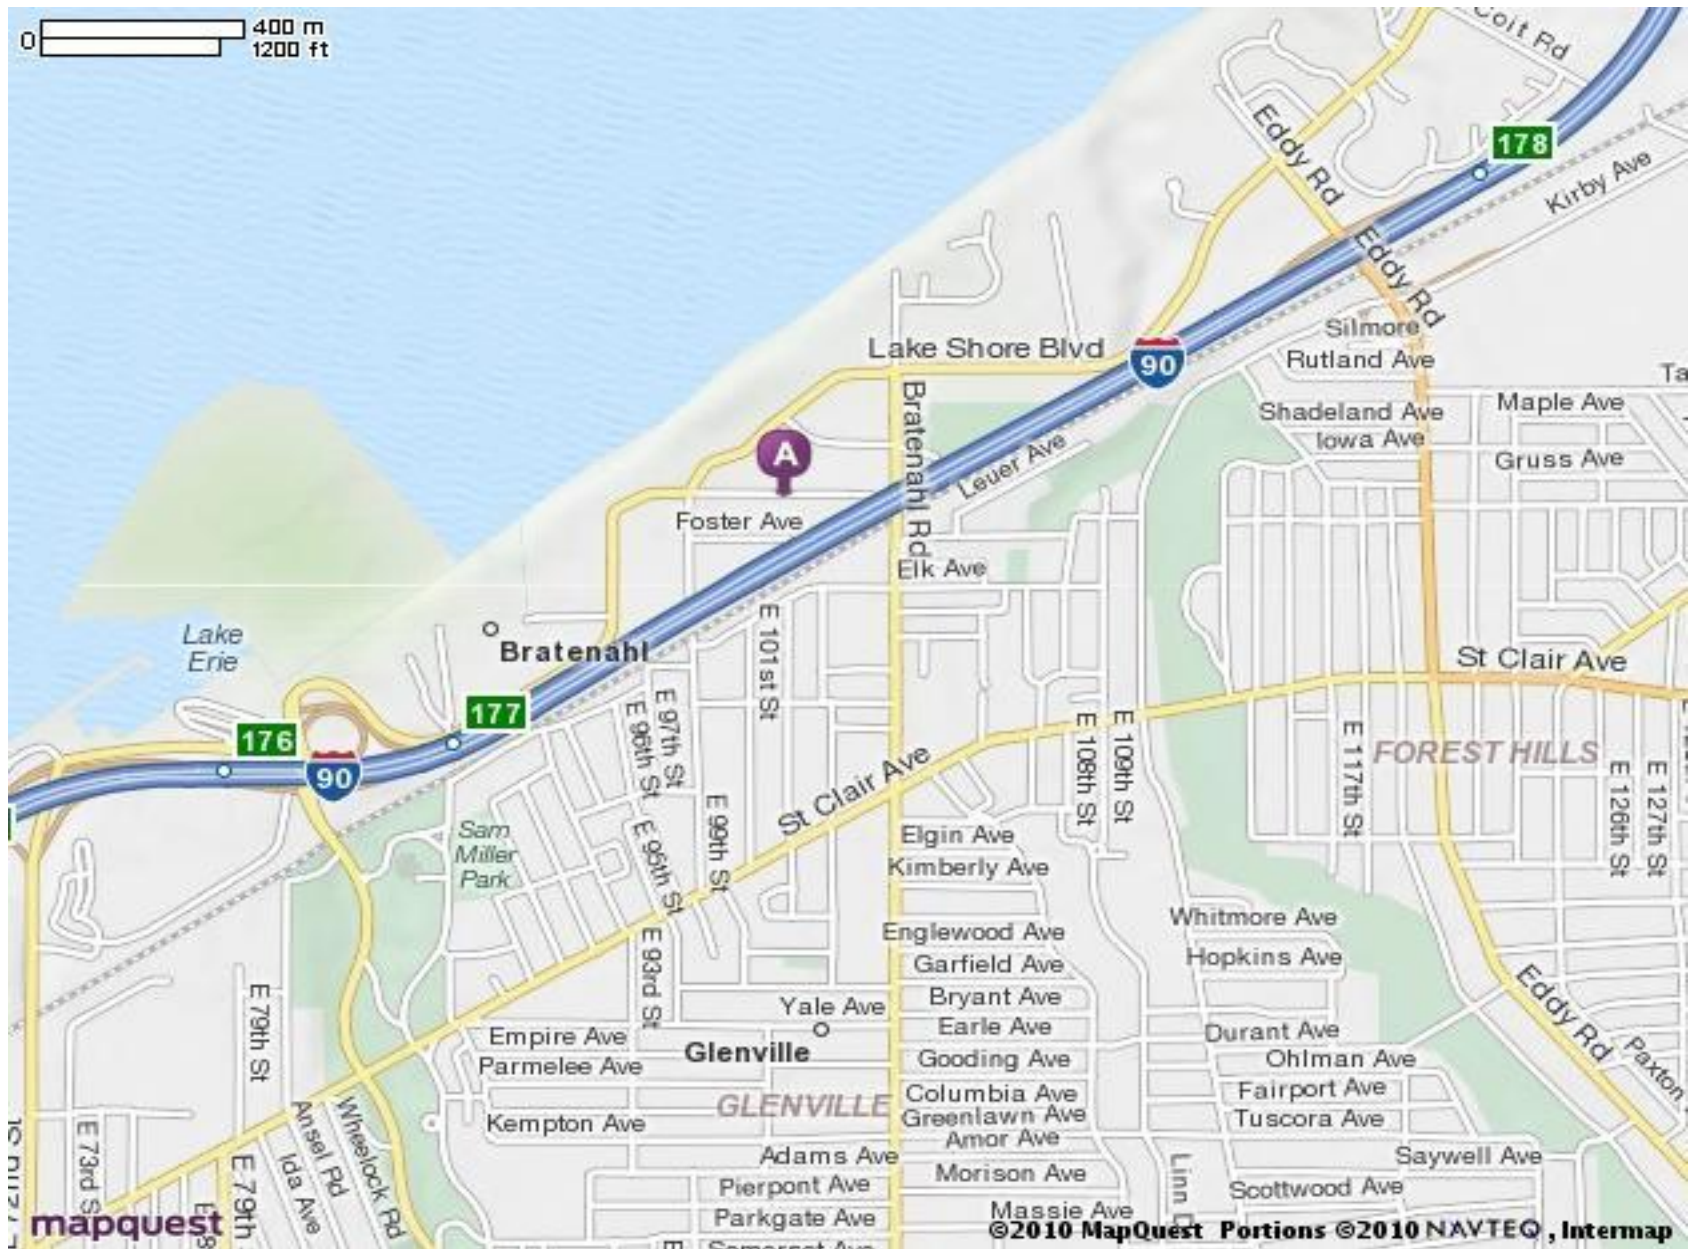 0
400 m
1200 ft
Coit Rd
Eddy Rd
178
Kirby Ave
Eddy Rd
Silmore
Lake Shore Blvd
90
Rutland Ave
Ta
Bratenahl Rd
Shadeland Ave
Maple Ave
Iowa Ave
A
Leuer Ave
Gruss Ave
Foster Ave
Elk Ave
Lake
Erie
Bratenahl
E 101st St
St Clair Ave
177
176
90
E 97th St
E 96th St
E 108th St
E 109th St
E 117th St
FOREST HILLS
E 126th St
E 127th St
St Clair Ave
Sam
Miller
Park
E 99th St
E 95th St
Elgin Ave
Kimberly Ave
Whitmore Ave
Englewood Ave
Hopkins Ave
Garfield Ave
E 93rd St
E 79th St
Yale Ave
Bryant Ave
Eddy Rd
Empire Ave
Earle Ave
Durant Ave
Glenville
Parmelee Ave
Gooding Ave
Ohlman Ave
Paxton
GLENVILLE
Columbia Ave
Fairport Ave
Kempton Ave
Greenlawn Ave
Tuscora Ave
Ansel Rd
Wheelock Rd
Amor Ave
E 73rd S
Ida Ave
E 79th
Adams Ave
Saywell Ave
Morison Ave
Linn D
Pierpont Ave
Scottwood Ave
Massie Ave
Parkgate Ave
mapquest
©2010 MapQuest Portions ©2010 NAVTEQ, Intermap
Somerset Ave